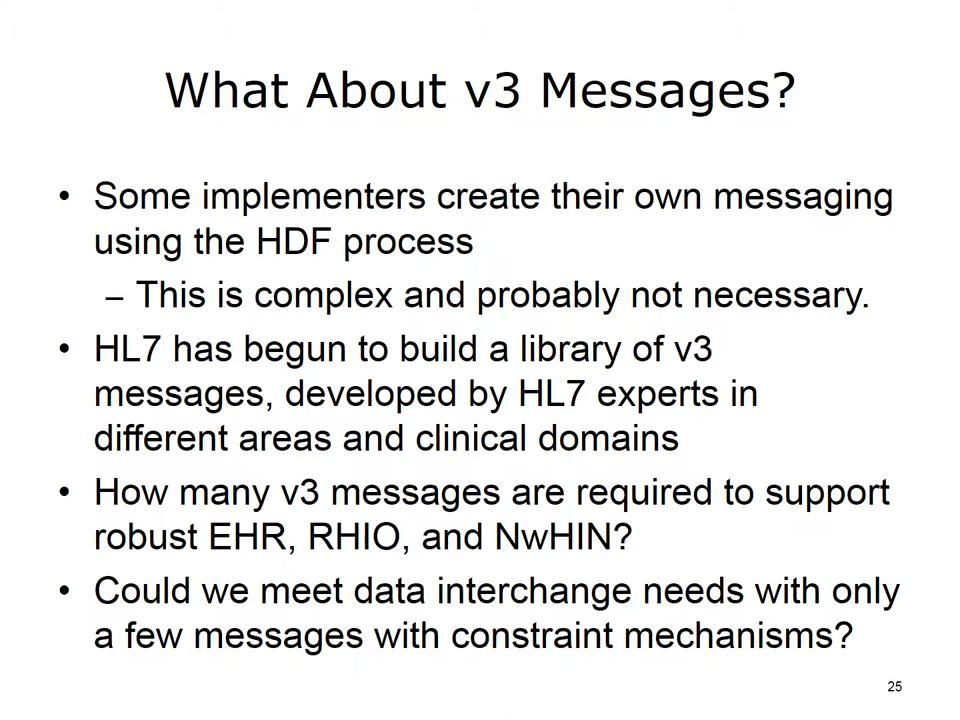 What About v3 Messages?
• Some implementers create their own messaging
using the HDF process
– This is complex and probably not necessary.
• HL7 has begun to build a library of v3
messages, developed by HL7 experts in
different areas and clinical domains
• How many v3 messages are required to support
robust EHR, RHIO, and NwHIN?
• Could we meet data interchange needs with only
a few messages with constraint mechanisms?
25